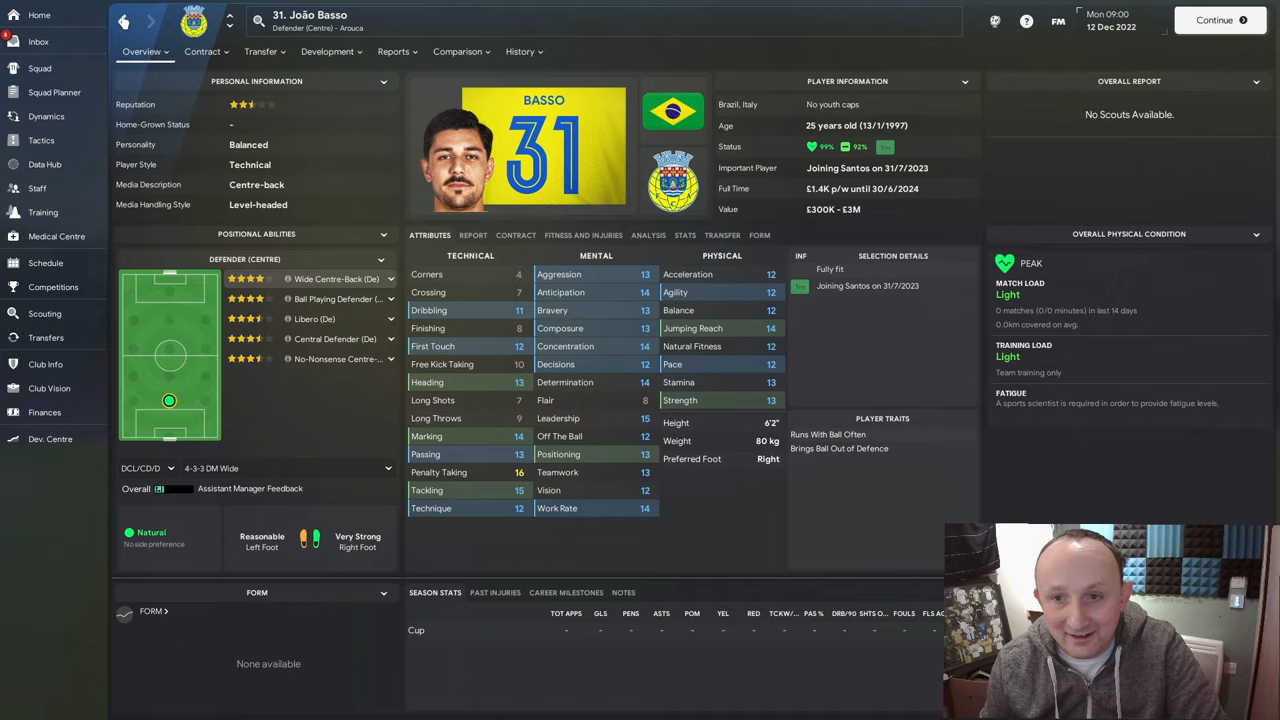 31. João Basso
Defender (Centre) - Arouca
FM
Mon 09:00
12 Dec 2022
Continue
6
Home
Inbox
Squad
Squad Planner
Dynamics
Tactics
Data Hub
Staff
Training
Medical Centre
Schedule
Competitions
Scouting
Transfers
Club Info
Club Vision
Finances
Dev. Centre
Overview
Contract
Transfer
Development
Reports
Comparison
History
PERSONAL INFORMATION
Reputation
Home-Grown Status -
Personality Balanced
Player Style Technical
Media Description Centre-back
Media Handling Style Level-headed
BASSO
31
PLAYER INFORMATION
Brazil, Italy No youth caps
Age 25 years old (13/1/1997)
Status 99% 92% Trn
Important Player Joining Santos on 31/7/2023
Full Time £1.4K p/w until 30/6/2024
Value £300K - £3M
OVERALL REPORT
No Scouts Available.
POSITIONAL ABILITIES
DEFENDER (CENTRE)
Wide Centre-Back (De)
Ball Playing Defender (...
Libero (De)
Central Defender (De)
No-Nonsense Centre-...
DCL/CD/D 4-3-3 DM Wide
Overall Assistant Manager Feedback
Natural
No side preference
Reasonable
Left Foot
Very Strong
Right Foot
ATTRIBUTES REPORT CONTRACT FITNESS AND INJURIES ANALYSIS STATS TRANSFER FORM
TECHNICAL
Corners 4
Crossing 7
Dribbling 11
Finishing 8
First Touch 12
Free Kick Taking 10
Heading 13
Long Shots 7
Long Throws 9
Marking 14
Passing 13
Penalty Taking 16
Tackling 15
Technique 12
MENTAL
Aggression 13
Anticipation 14
Bravery 13
Composure 13
Concentration 14
Decisions 12
Determination 14
Flair 8
Leadership 15
Off The Ball 12
Positioning 13
Teamwork 13
Vision 12
Work Rate 14
PHYSICAL
Acceleration 12
Agility 12
Balance 12
Jumping Reach 14
Natural Fitness 12
Pace 12
Stamina 13
Strength 13
Height 6'2"
Weight 80 kg
Preferred Foot Right
INF SELECTION DETAILS
Fully fit
Trn Joining Santos on 31/7/2023
PLAYER TRAITS
Runs With Ball Often
Brings Ball Out of Defence
OVERALL PHYSICAL CONDITION
PEAK
MATCH LOAD
Light
0 matches (0/0 minutes) in last 14 days
0.0km covered on avg.
TRAINING LOAD
Light
Team training only
FATIGUE
A sports scientist is required in order to provide fatigue levels.
FORM
FORM
None available
SEASON STATS PAST INJURIES CAREER MILESTONES NOTES
TOT APPS GLS PENS ASTS POM YEL RED TCKW/... PAS % DRB/90 SHTS O... FOULS FLS AG
Cup - - - - - - - - - - - - -